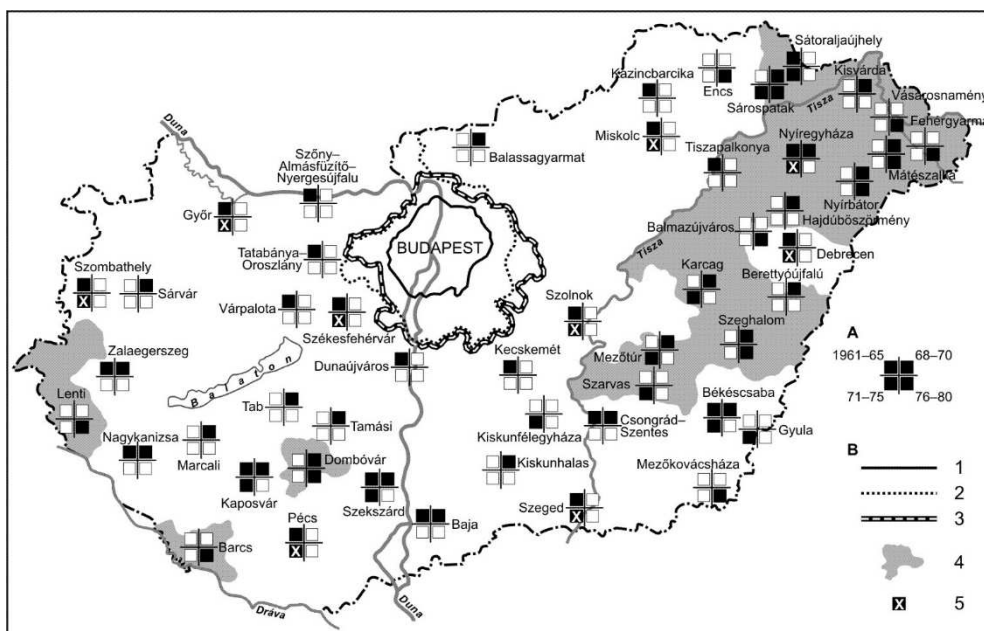 Sátoraljaújhely
Kazincbarcika
Encs
Kisvárda
Sárospatak
Tisza
Vásárosnamény
Fehérgyarma
Duna
Miskolc
Nyíregyháza
Balassagyarmat
Tiszapalkonya
Szőny–
Almásfüzítő–
Nyergesújfalu
Mátészalka
Nyírbátor
Győr
X
Hajdúböszörmény
Balmazújváros
BUDAPEST
Tatabánya–
Oroszlány
Tisza
Debrecen
Szombathely
Sárvár
Karcag
Berettyóújfalú
Várpalota
Szolnok
Székesfehérvár
Szeghalom
A
1961–65
68–70
71–75
76–80
Zalaegerszeg
Dunaújváros
Kecskemét
Mezőtúr
Szarvas
Lenti
Balaton
Békéscsaba
Tab
Tamási
Kiskunfélegyháza
Csongrád–
Szentes
Gyula
Nagykanizsa
Marcali
Dombóvár
Kiskunhalas
Mezőkovácsháza
Kaposvár
Szekszárd
B
1
2
3
4
5
X
Pécs
X
Szeged
X
Baja
Barcs
Dráva
Duna
X
X
X
X
X
X